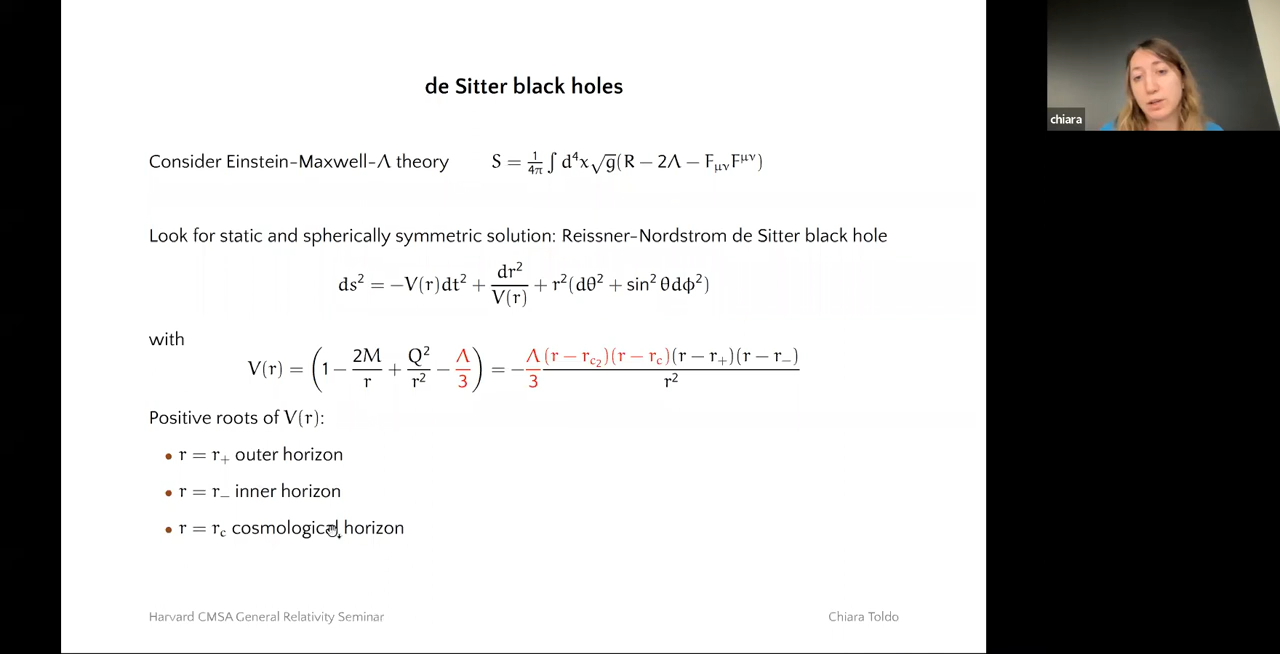 de Sitter black holes
chiara
Consider Einstein-Maxwell-Λ theory S = 1/4π ∫ d⁴x√g(R − 2Λ − F_μν F^μν)
Look for static and spherically symmetric solution: Reissner-Nordstrom de Sitter black hole
ds² = −V(r)dt² + dr²/V(r) + r²(dθ² + sin² θdϕ²)
with
V(r) = (1 − 2M/r + Q²/r² − Λ/3) = −Λ/3 (r − r_c₂)(r − r_c)(r − r₊)(r − r₋)/r²
Positive roots of V(r):
• r = r₊ outer horizon
• r = r₋ inner horizon
• r = r_c cosmological horizon
Harvard CMSA General Relativity Seminar Chiara Toldo